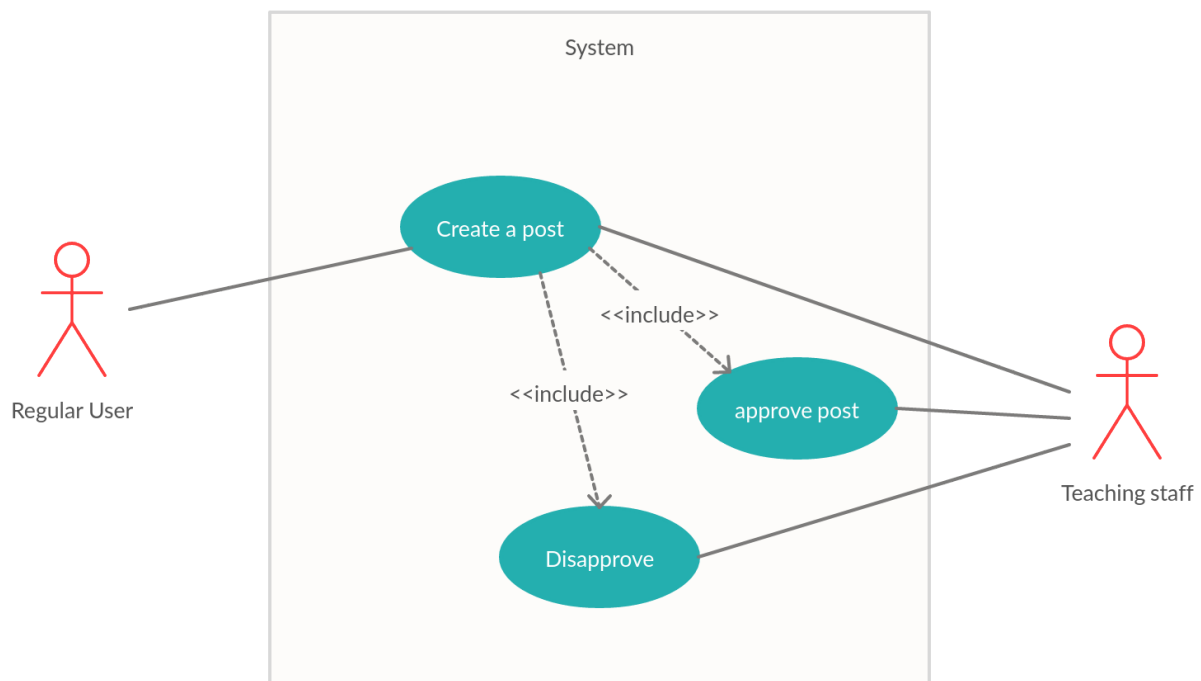 System
Create a post
<<include>>
Regular User
<<include>>
approve post
Teaching staff
Disapprove